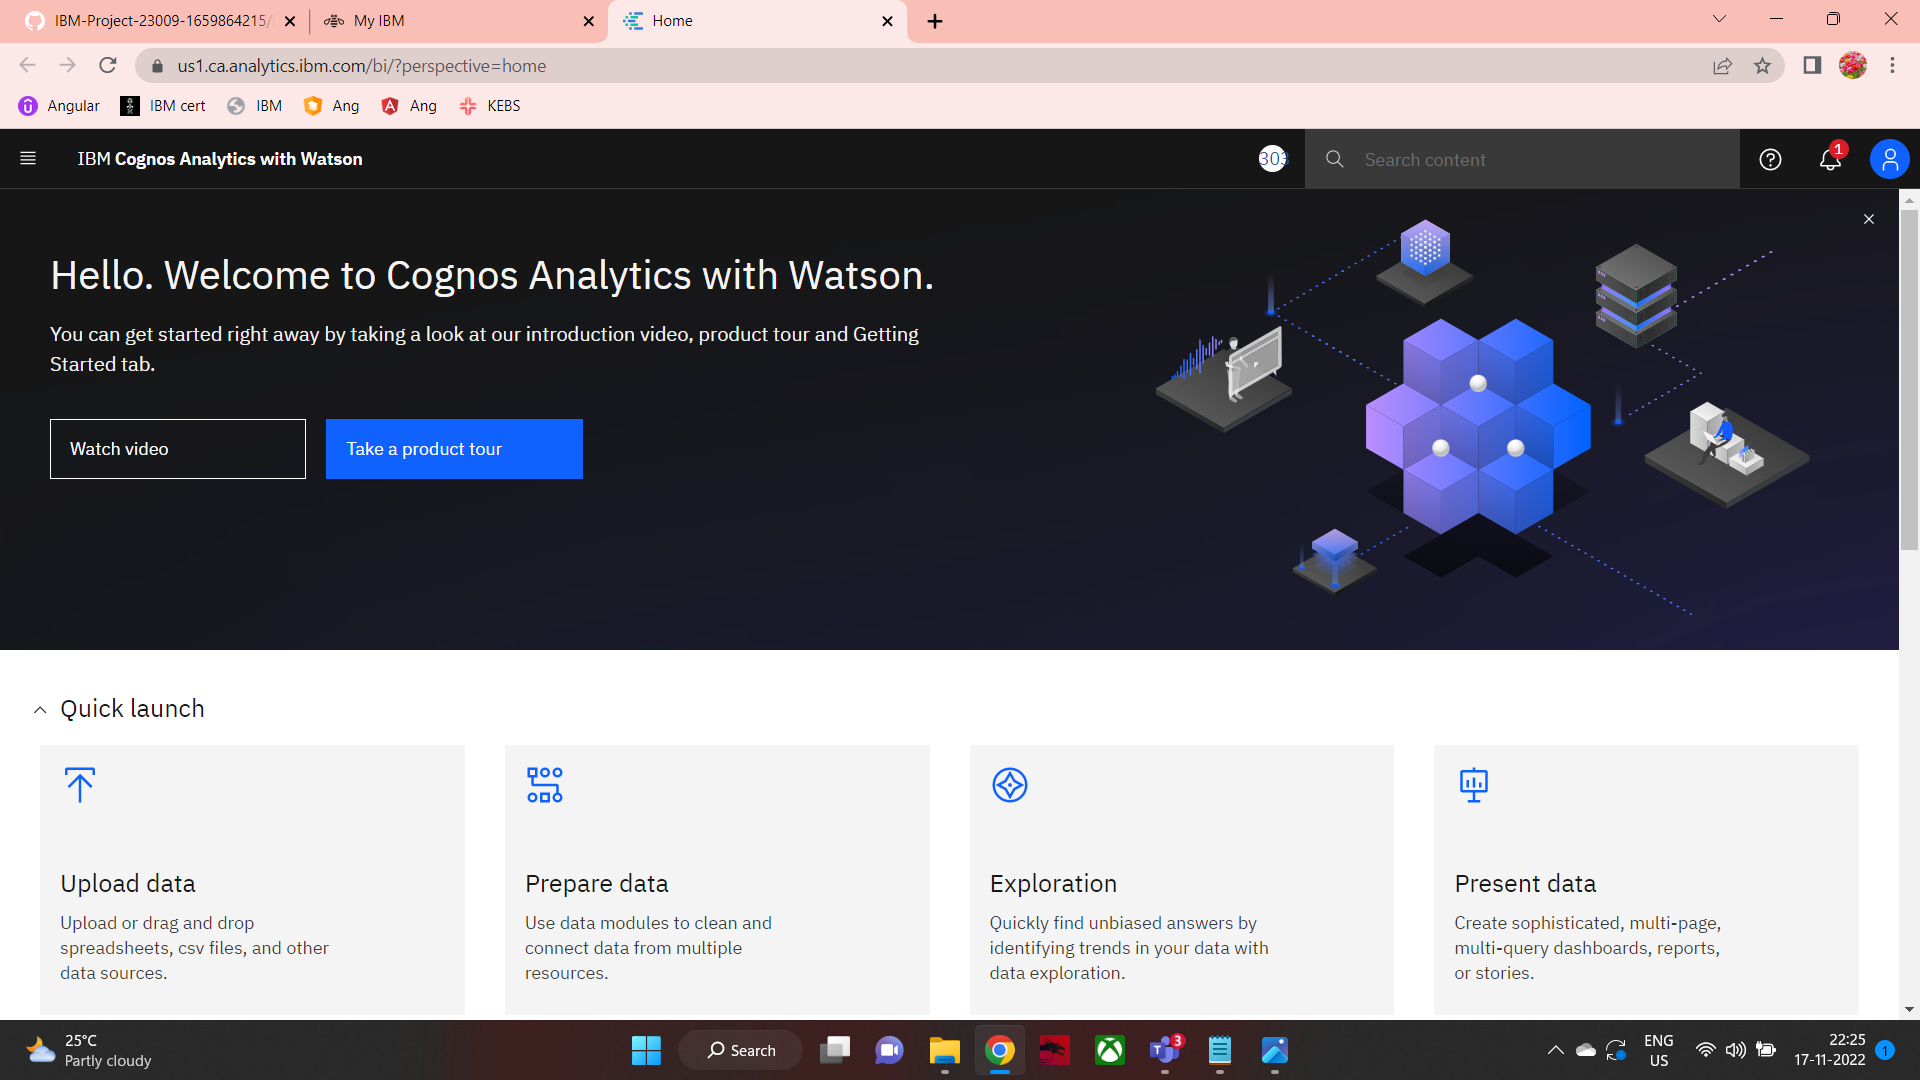 IBM-Project-23009-1659864215/
My IBM
Home
us1.ca.analytics.ibm.com/bi/?perspective=home
Angular
IBM cert
IBM
Ang
Ang
KEBS
IBM Cognos Analytics with Watson
303
Search content
1
Hello. Welcome to Cognos Analytics with Watson.
You can get started right away by taking a look at our introduction video, product tour and Getting
Started tab.
Watch video
Take a product tour
Quick launch
Upload data
Upload or drag and drop
spreadsheets, csv files, and other
data sources.
Prepare data
Use data modules to clean and
connect data from multiple
resources.
Exploration
Quickly find unbiased answers by
identifying trends in your data with
data exploration.
Present data
Create sophisticated, multi-page,
multi-query dashboards, reports,
or stories.
25°C
Partly cloudy
Search
3
ENG
US
22:25
17-11-2022
1